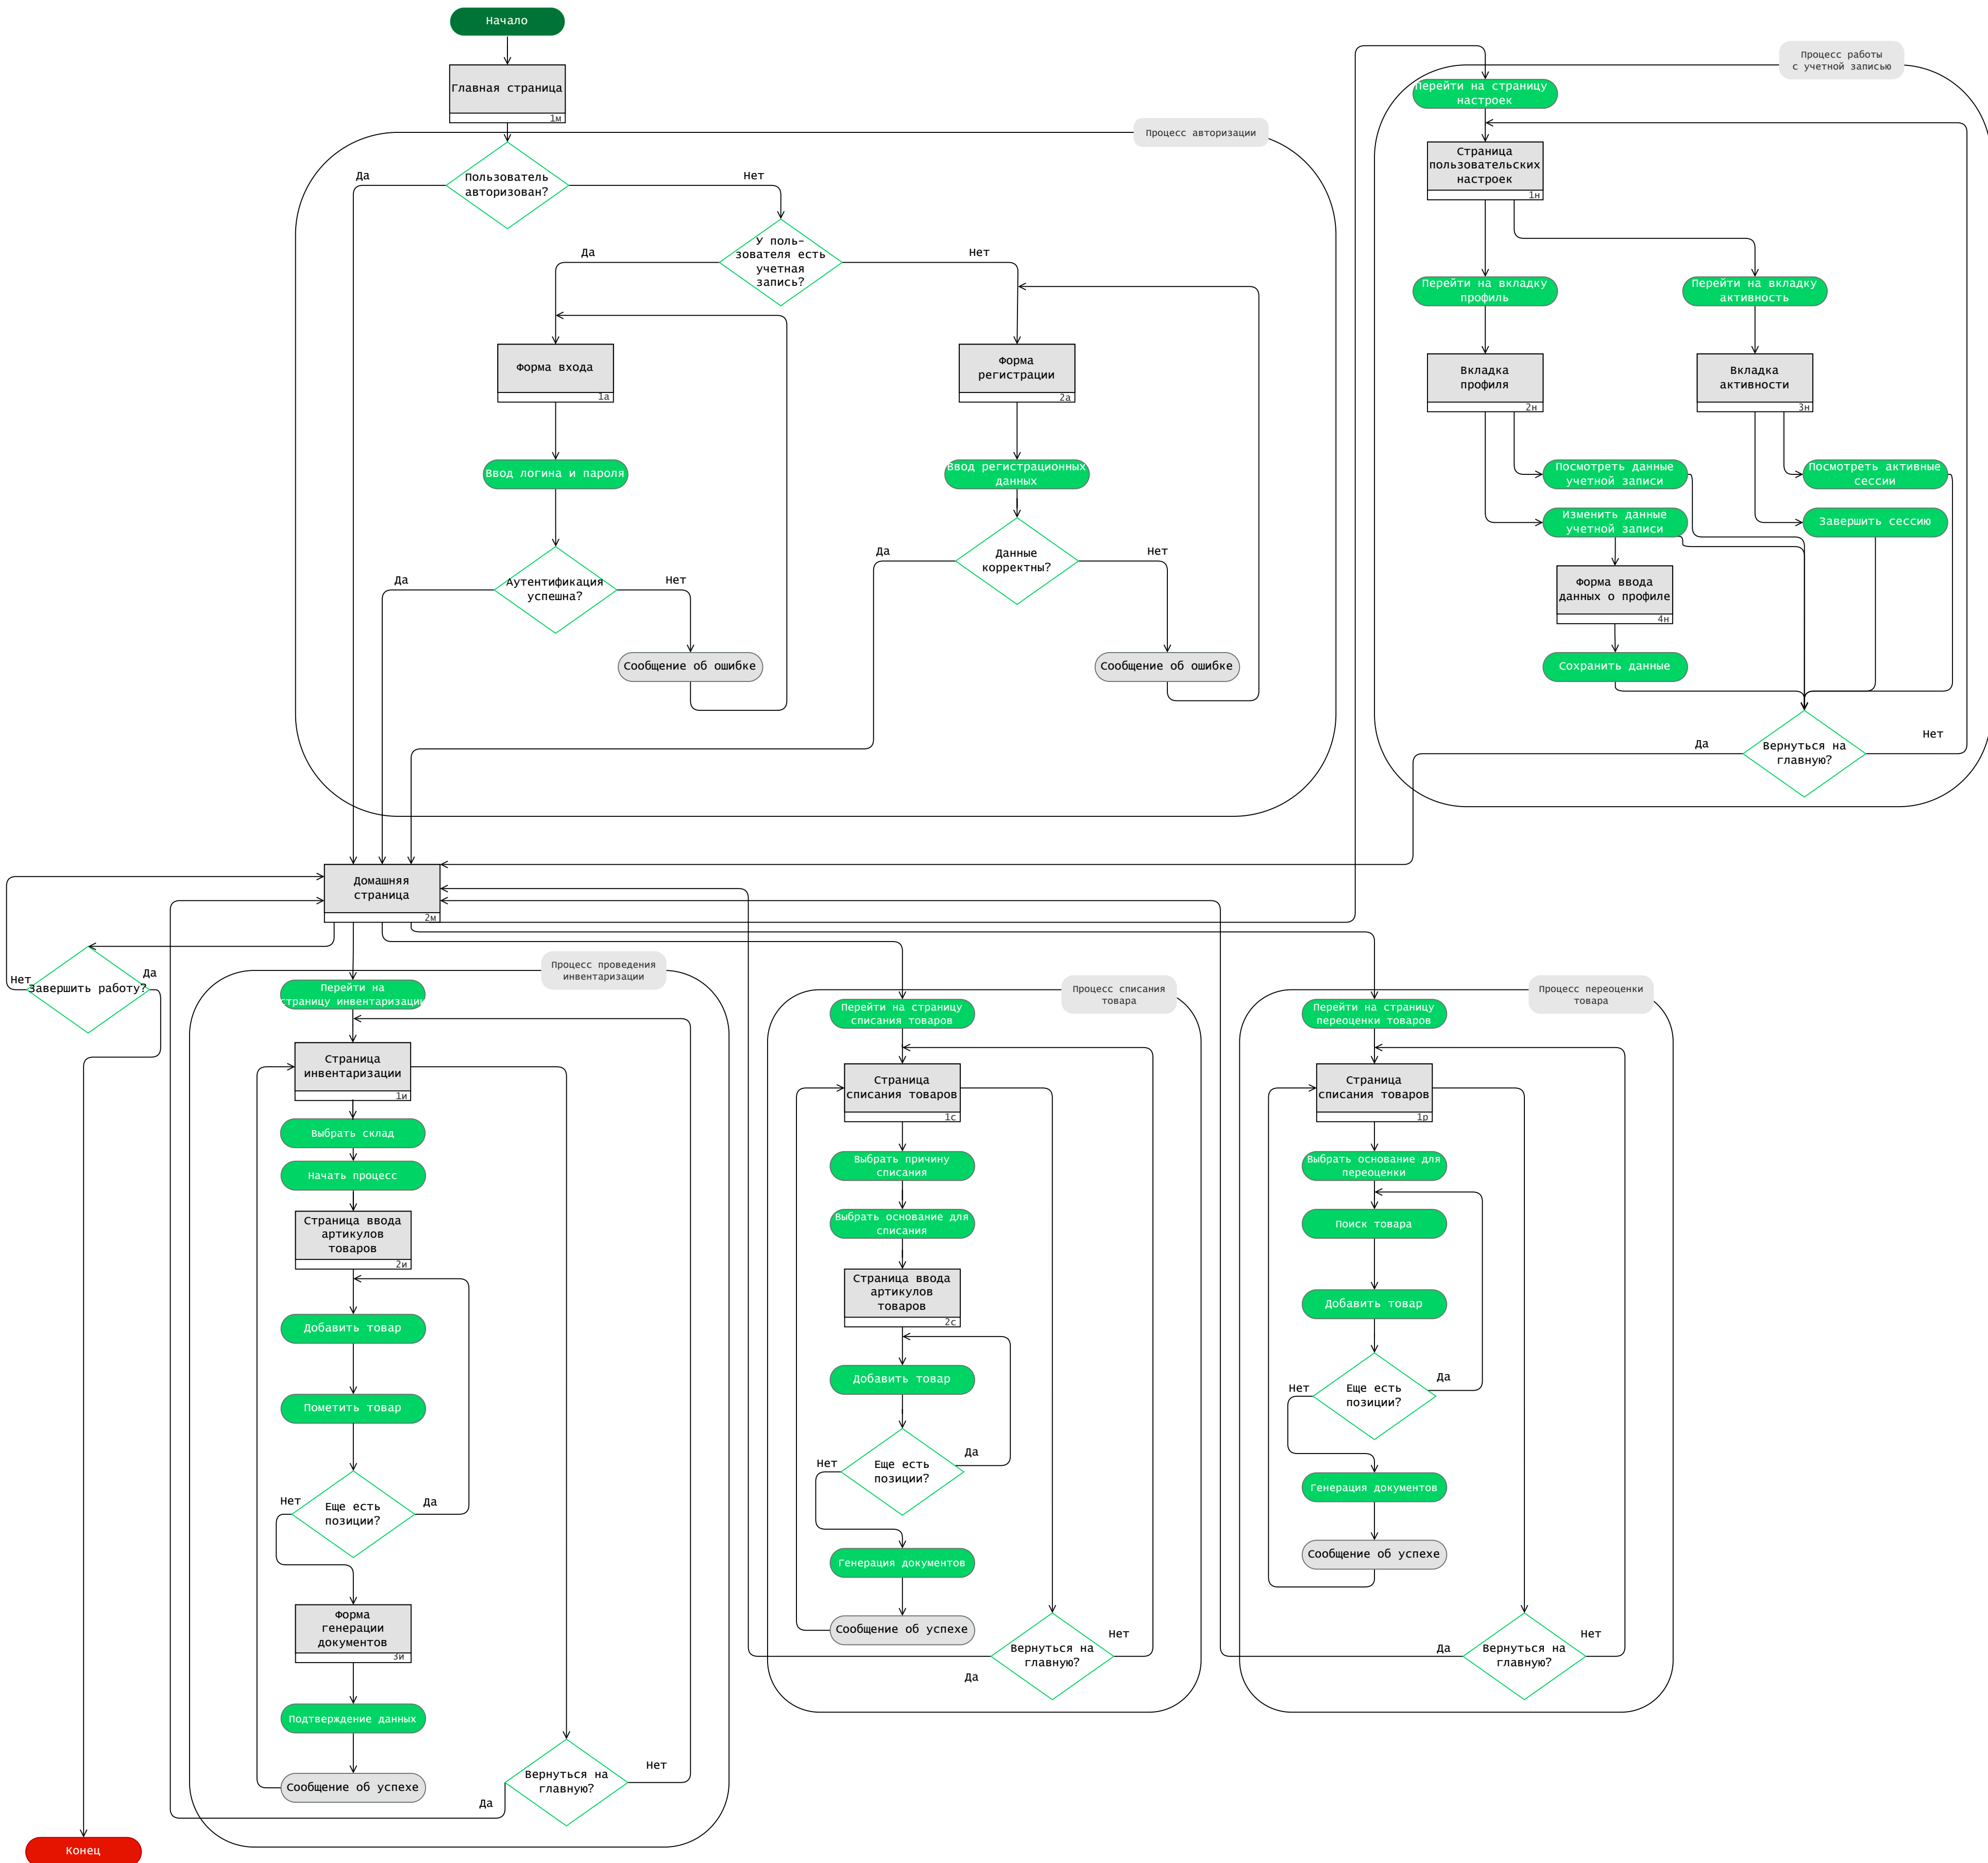 Начало
Главная страница
1м
Процесс авторизации
Пользователь
авторизован?
Да
Нет
У поль-
зователя есть
учетная
запись?
Да
Нет
Форма входа
1а
Форма
регистрации
2а
Ввод логина и пароля
Ввод регистрационных
данных
Аутентификация
успешна?
Да
Нет
Данные
корректны?
Да
Нет
Сообщение об ошибке
Сообщение об ошибке
Процесс работы
с учетной записью
Перейти на страницу
настроек
Страница
пользовательских
настроек
1н
Перейти на вкладку
профиль
Перейти на вкладку
активность
Вкладка
профиля
2н
Вкладка
активности
3н
Посмотреть данные
учетной записи
Посмотреть активные
сессии
Изменить данные
учетной записи
Завершить сессию
Форма ввода
данных о профиле
4н
Сохранить данные
Вернуться на
главную?
Да
Нет
Домашняя
страница
2м
Завершить работу?
Нет
Да
Процесс проведения
инвентаризации
Перейти на
страницу инвентаризации
Страница
инвентаризации
1и
Выбрать склад
Начать процесс
Страница ввода
артикулов
товаров
2и
Добавить товар
Пометить товар
Еще есть
позиции?
Нет
Да
Форма
генерации
документов
3и
Подтверждение данных
Сообщение об успехе
Вернуться на
главную?
Да
Нет
Процесс списания
товара
Перейти на страницу
списания товаров
Страница
списания товаров
1с
Выбрать причину
списания
Выбрать основание для
списания
Страница ввода
артикулов
товаров
2с
Добавить товар
Еще есть
позиции?
Нет
Да
Генерация документов
Сообщение об успехе
Вернуться на
главную?
Да
Нет
Процесс переоценки
товара
Перейти на страницу
переоценки товаров
Страница
списания товаров
1р
Выбрать основание для
переоценки
Поиск товара
Добавить товар
Еще есть
позиции?
Нет
Да
Генерация документов
Сообщение об успехе
Вернуться на
главную?
Да
Нет
Конец